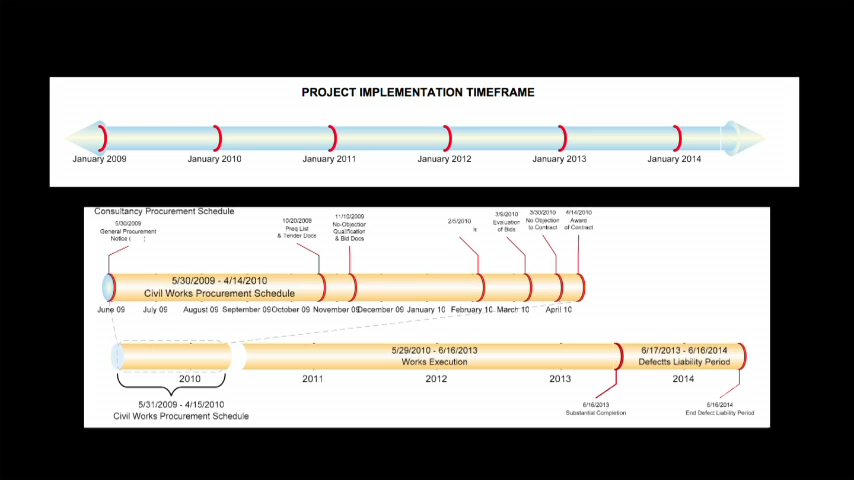 PROJECT IMPLEMENTATION TIMEFRAME
January 2009 January 2010 January 2011 January 2012 January 2013 January 2014
Consultancy Procurement Schedule
5/30/2009
General Procurement
Notice ( )
10/20/2009
Preq List
& Tender Docs
11/10/2009
No-Objection
Qualification
& Bid Docs
2/5/2010
3/9/2010
Evaluation
of Bids
3/30/2010
No Objection
to Contract
4/14/2010
Award
of Contract
5/30/2009 - 4/14/2010
Civil Works Procurement Schedule
June 09 July 09 August 09 September 09 October 09 November 09 December 09 January 10 February 10 March 10 April 10
5/29/2010 - 6/16/2013
Works Execution
6/17/2013 - 6/16/2014
Defectts Liability Period
2010 2011 2012 2013 2014
5/31/2009 - 4/15/2010
Civil Works Procurement Schedule
6/16/2013
Substantial Completion
6/16/2014
End Defect Liability Period